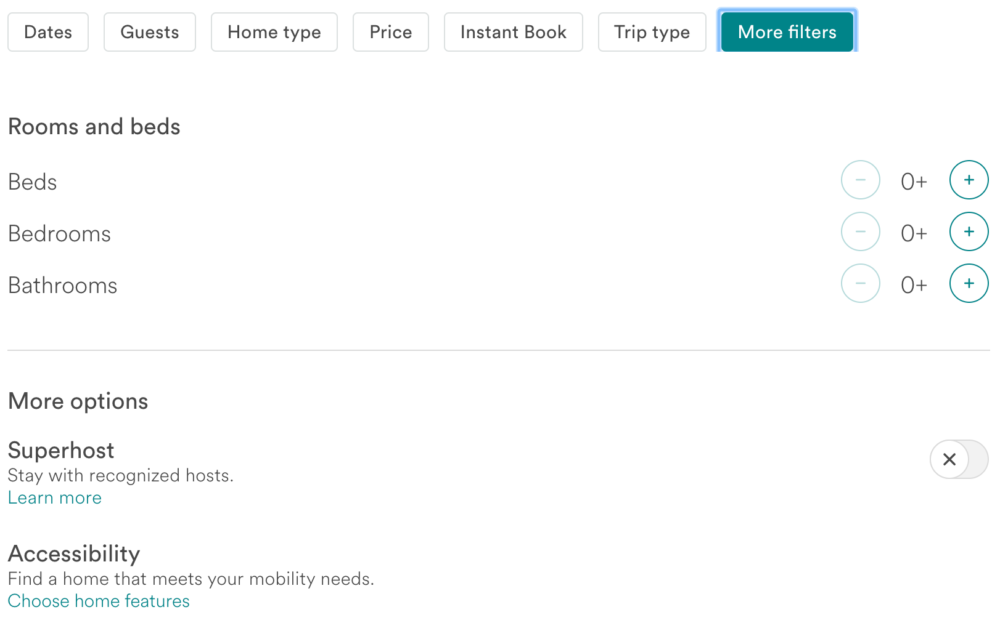 Dates Guests Home type Price Instant Book Trip type More filters
Rooms and beds
Beds − 0+ +
Bedrooms − 0+ +
Bathrooms − 0+ +
More options
Superhost
Stay with recognized hosts.
Learn more
Accessibility
Find a home that meets your mobility needs.
Choose home features